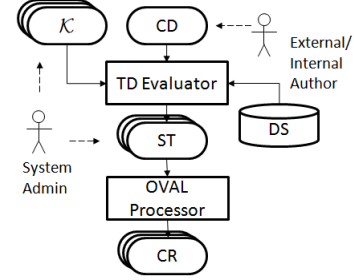 𝒦
CD
External/
Internal
Author
TD Evaluator
DS
ST
System
Admin
OVAL
Processor
CR